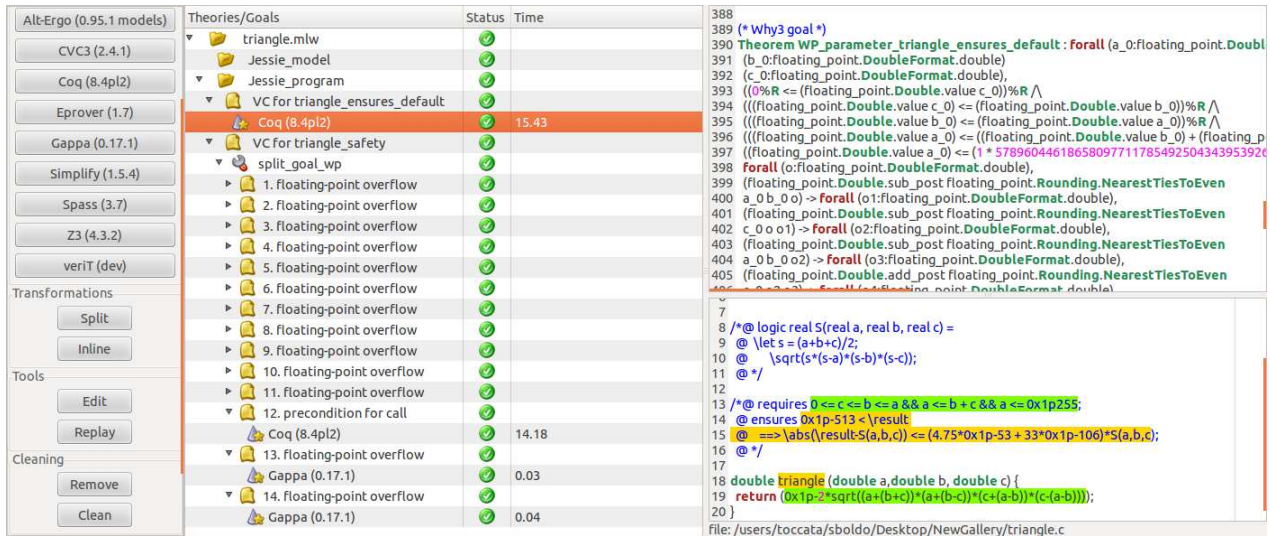 Alt-Ergo (0.95.1 models)
CVC3 (2.4.1)
Coq (8.4pl2)
Eprover (1.7)
Gappa (0.17.1)
Simplify (1.5.4)
Spass (3.7)
Z3 (4.3.2)
veriT (dev)
Transformations
Split
Inline
Tools
Edit
Replay
Cleaning
Remove
Clean
Theories/Goals Status Time
triangle.mlw
Jessie_model
Jessie_program
VC for triangle_ensures_default
Coq (8.4pl2) 15.43
VC for triangle_safety
split_goal_wp
1. floating-point overflow
2. floating-point overflow
3. floating-point overflow
4. floating-point overflow
5. floating-point overflow
6. floating-point overflow
7. floating-point overflow
8. floating-point overflow
9. floating-point overflow
10. floating-point overflow
11. floating-point overflow
12. precondition for call
Coq (8.4pl2) 14.18
13. floating-point overflow
Gappa (0.17.1) 0.03
14. floating-point overflow
Gappa (0.17.1) 0.04
388
389 (* Why3 goal *)
390 Theorem WP_parameter_triangle_ensures_default : forall (a_0:floating_point.Doubl
391 (b_0:floating_point.DoubleFormat.double)
392 (c_0:floating_point.DoubleFormat.double),
393 ((0%R <= (floating_point.Double.value c_0))%R /\
394 (((floating_point.Double.value c_0) <= (floating_point.Double.value b_0))%R /\
395 (((floating_point.Double.value b_0) <= (floating_point.Double.value a_0))%R /\
396 (((floating_point.Double.value a_0) <= ((floating_point.Double.value b_0) + (floating_p
397 ((floating_point.Double.value a_0) <= (1 * 57896044618658097711785492504343953926
398 forall (o:floating_point.DoubleFormat.double),
399 (floating_point.Double.sub_post floating_point.Rounding.NearestTiesToEven
400 a_0 b_0 o) -> forall (o1:floating_point.DoubleFormat.double),
401 (floating_point.Double.sub_post floating_point.Rounding.NearestTiesToEven
402 c_0 o o1) -> forall (o2:floating_point.DoubleFormat.double),
403 (floating_point.Double.sub_post floating_point.Rounding.NearestTiesToEven
404 a_0 b_0 o2) -> forall (o3:floating_point.DoubleFormat.double),
405 (floating_point.Double.add_post floating_point.Rounding.NearestTiesToEven
7
8 /*@ logic real S(real a, real b, real c) =
9 @ \let s = (a+b+c)/2;
10 @ \sqrt(s*(s-a)*(s-b)*(s-c));
11 @ */
12
13 /*@ requires 0 <= c <= b <= a && a <= b + c && a <= 0x1p255;
14 @ ensures 0x1p-513 < \result
15 @ ==> \abs(\result-S(a,b,c)) <= (4.75*0x1p-53 + 33*0x1p-106)*S(a,b,c);
16 @ */
17
18 double triangle (double a,double b, double c) {
19 return (0x1p-2*sqrt((a+(b+c))*(a+(b-c))*(c+(a-b))*(c-(a-b))));
20 }
file: /users/toccata/sboldo/Desktop/NewGallery/triangle.c